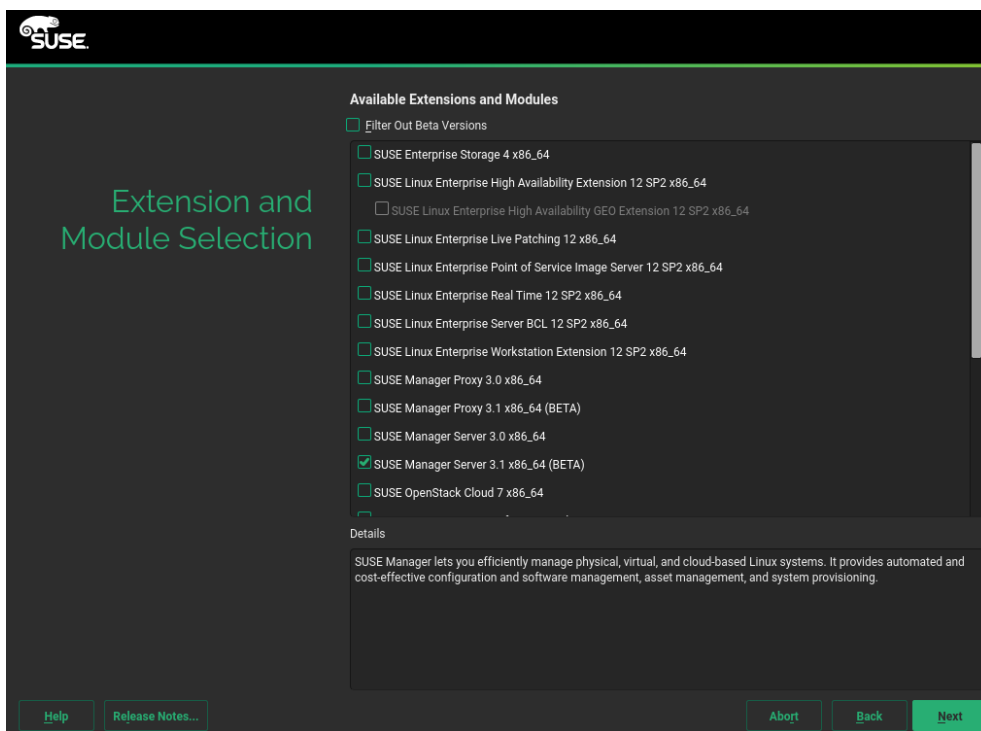 SUSE.
Available Extensions and Modules
Filter Out Beta Versions
Extension and
Module Selection
SUSE Enterprise Storage 4 x86_64
SUSE Linux Enterprise High Availability Extension 12 SP2 x86_64
SUSE Linux Enterprise High Availability GEO Extension 12 SP2 x86_64
SUSE Linux Enterprise Live Patching 12 x86_64
SUSE Linux Enterprise Point of Service Image Server 12 SP2 x86_64
SUSE Linux Enterprise Real Time 12 SP2 x86_64
SUSE Linux Enterprise Server BCL 12 SP2 x86_64
SUSE Linux Enterprise Workstation Extension 12 SP2 x86_64
SUSE Manager Proxy 3.0 x86_64
SUSE Manager Proxy 3.1 x86_64 (BETA)
SUSE Manager Server 3.0 x86_64
SUSE Manager Server 3.1 x86_64 (BETA)
SUSE OpenStack Cloud 7 x86_64
Details
SUSE Manager lets you efficiently manage physical, virtual, and cloud-based Linux systems. It provides automated and
cost-effective configuration and software management, asset management, and system provisioning.
Help
Release Notes...
Abort
Back
Next